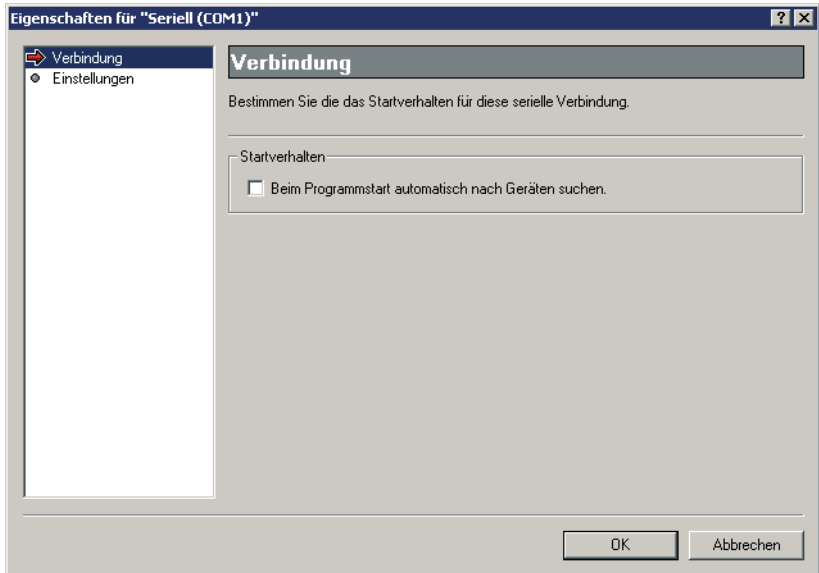 Eigenschaften für "Seriell (COM1)"
Verbindung
Einstellungen
Verbindung
Bestimmen Sie die das Startverhalten für diese serielle Verbindung.
Startverhalten
Beim Programmstart automatisch nach Geräten suchen.
OK
Abbrechen